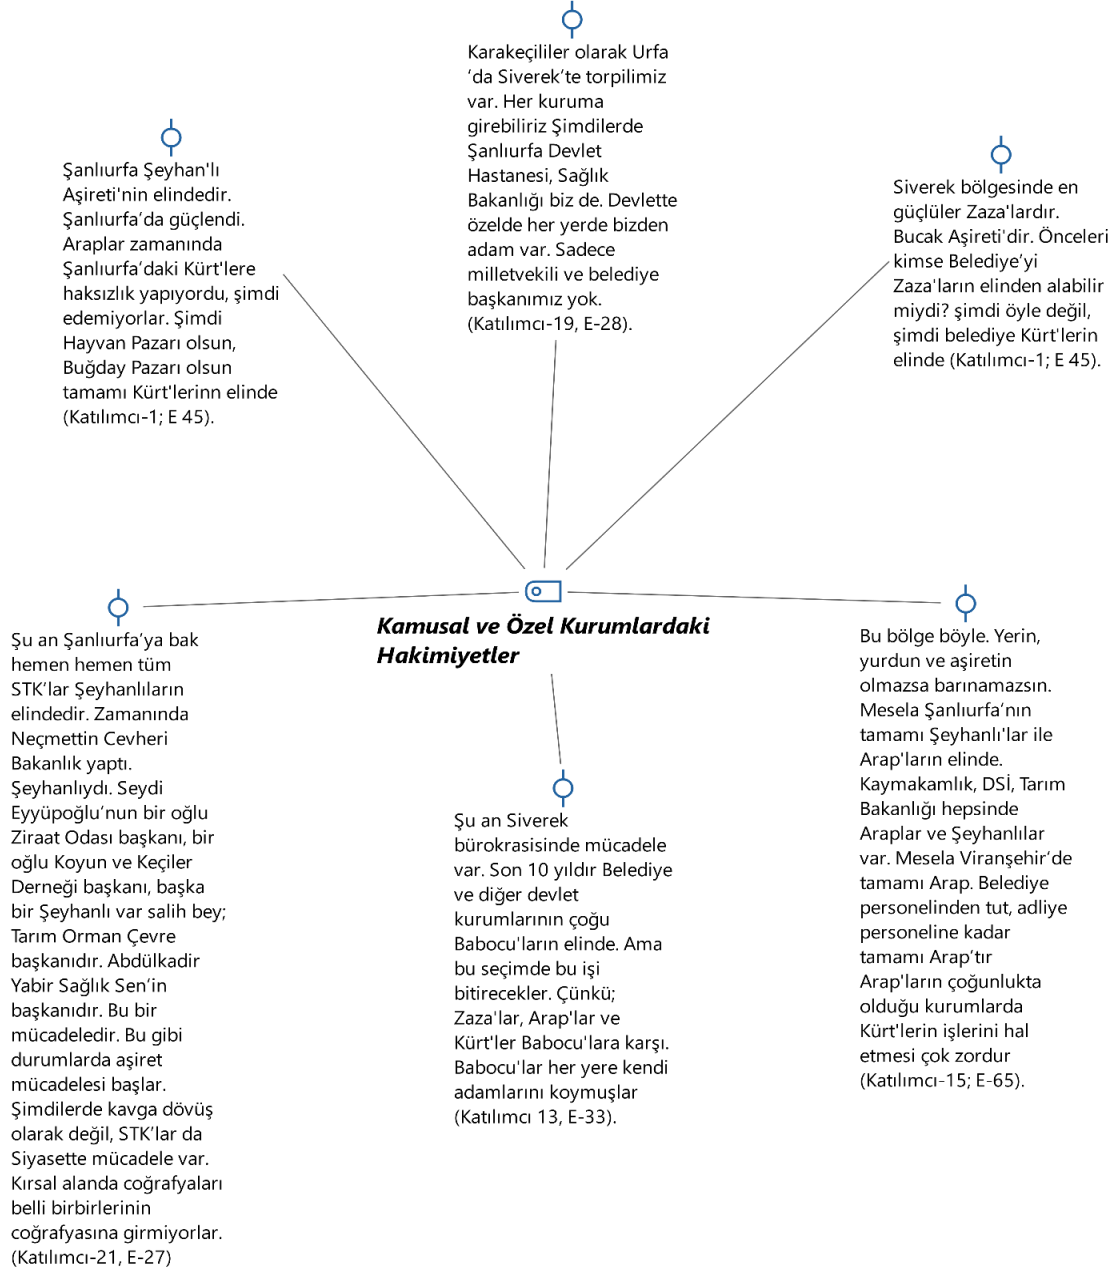 Karakeçililer olarak Urfa
‘da Siverek’te torpilimiz
var. Her kuruma
girebiliriz Şimdilerde
Şanlıurfa Devlet
Hastanesi, Sağlık
Bakanlığı biz de. Devlette
özelde her yerde bizden
adam var. Sadece
milletvekili ve belediye
başkanımız yok.
(Katılımcı-19, E-28).
Şanlıurfa Şeyhan'lı
Aşireti'nin elindedir.
Şanlıurfa’da güçlendi.
Araplar zamanında
Şanlıurfa’daki Kürt'lere
haksızlık yapıyordu, şimdi
edemiyorlar. Şimdi
Hayvan Pazarı olsun,
Buğday Pazarı olsun
tamamı Kürt'lerinn elinde
(Katılımcı-1; E 45).
Siverek bölgesinde en
güçlüler Zaza'lardır.
Bucak Aşireti'dir. Önceleri
kimse Belediye’yi
Zaza'ların elinden alabilir
miydi? şimdi öyle değil,
şimdi belediye Kürt'lerin
elinde (Katılımcı-1; E 45).
Kamusal ve Özel Kurumlardaki
Hakimiyetler
Şu an Şanlıurfa’ya bak
hemen hemen tüm
STK’lar Şeyhanlıların
elindedir. Zamanında
Neçmettin Cevheri
Bakanlık yaptı.
Şeyhanlıydı. Seydi
Eyyüpoğlu’nun bir oğlu
Ziraat Odası başkanı, bir
oğlu Koyun ve Keçiler
Derneği başkanı, başka
bir Şeyhanlı var salih bey;
Tarım Orman Çevre
başkanıdır. Abdülkadir
Yabir Sağlık Sen’in
başkanıdır. Bu bir
mücadeledir. Bu gibi
durumlarda aşiret
mücadelesi başlar.
Şimdilerde kavga dövüş
olarak değil, STK’lar da
Siyasette mücadele var.
Kırsal alanda coğrafyaları
belli birbirlerinin
coğrafyasına girmiyorlar.
(Katılımcı-21, E-27)
Şu an Siverek
bürokrasisinde mücadele
var. Son 10 yıldır Belediye
ve diğer devlet
kurumlarının çoğu
Babocu'ların elinde. Ama
bu seçimde bu işi
bitirecekler. Çünkü;
Zaza'lar, Arap'lar ve
Kürt'ler Babocu'lara karşı.
Babocu'lar her yere kendi
adamlarını koymuşlar
(Katılımcı 13, E-33).
Bu bölge böyle. Yerin,
yurdun ve aşiretin
olmazsa barınamazsın.
Mesela Şanlıurfa’nın
tamamı Şeyhanlı'lar ile
Arap'ların elinde.
Kaymakamlık, DSİ, Tarım
Bakanlığı hepsinde
Araplar ve Şeyhanlılar
var. Mesela Viranşehir’de
tamamı Arap. Belediye
personelinden tut, adliye
personeline kadar
tamamı Arap’tır
Arap'ların çoğunlukta
olduğu kurumlarda
Kürt'lerin işlerini hal
etmesi çok zordur
(Katılımcı-15; E-65).